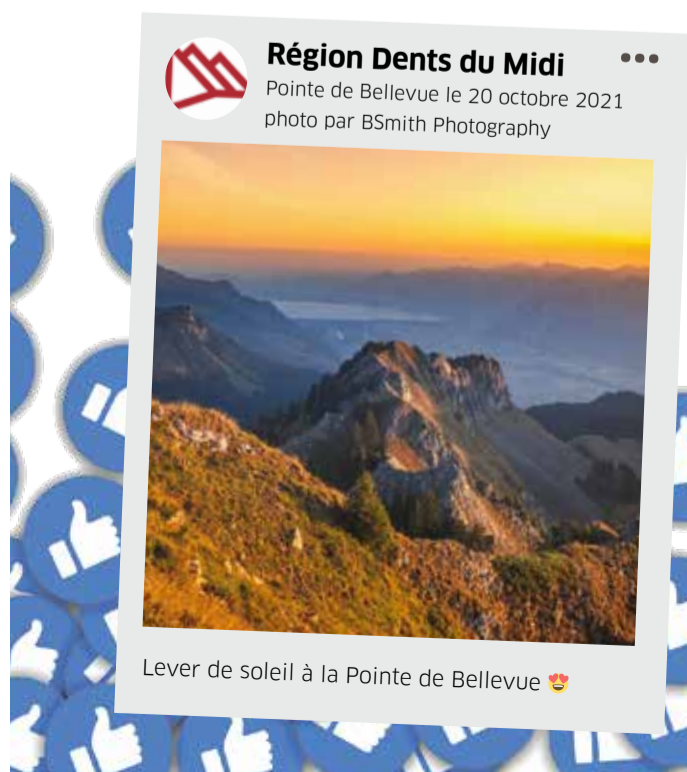 Région Dents du Midi
Pointe de Bellevue le 20 octobre 2021
photo par BSmith Photography
Lever de soleil à la Pointe de Bellevue 😍